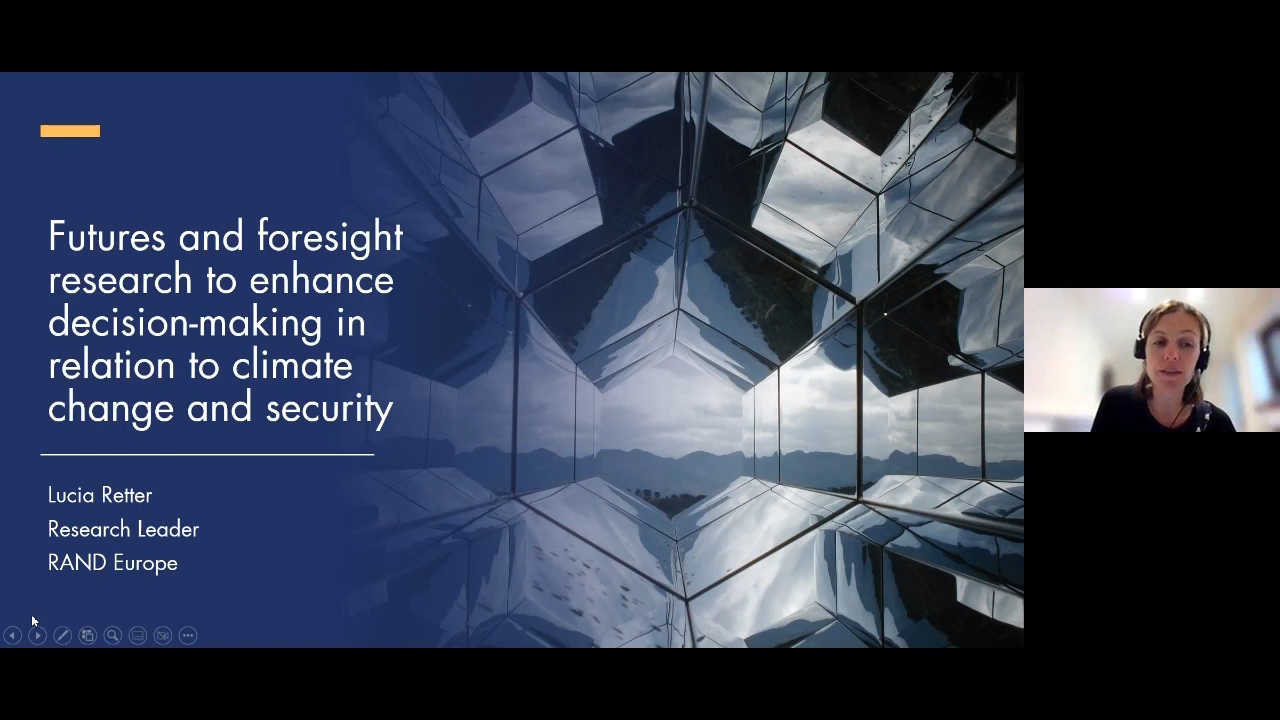 Futures and foresight
research to enhance
decision-making in
relation to climate
change and security
Lucia Retter
Research Leader
RAND Europe